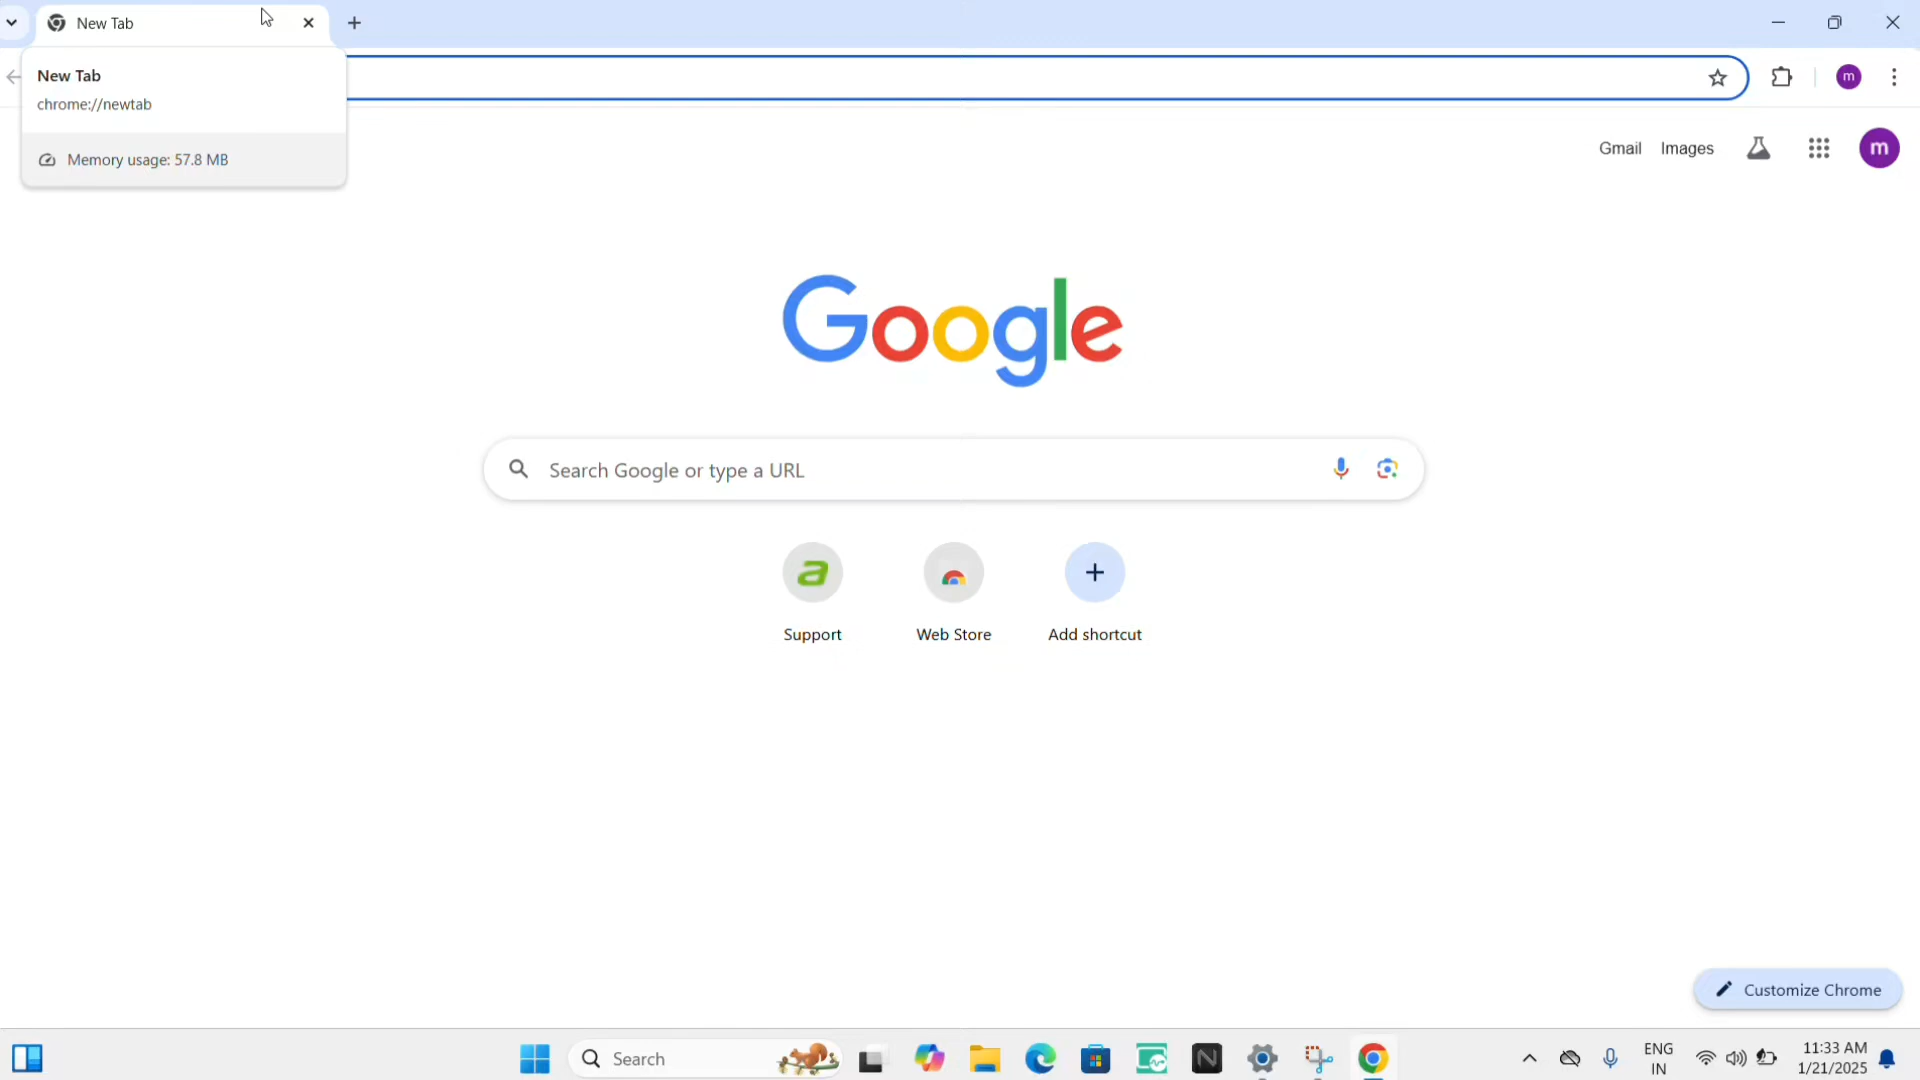 New Tab
New Tab
chrome://newtab
Memory usage: 57.8 MB
m
Gmail Images
m
Google
Search Google or type a URL
Support Web Store Add shortcut
Customize Chrome
Search
ENG
IN
11:33 AM
1/21/2025